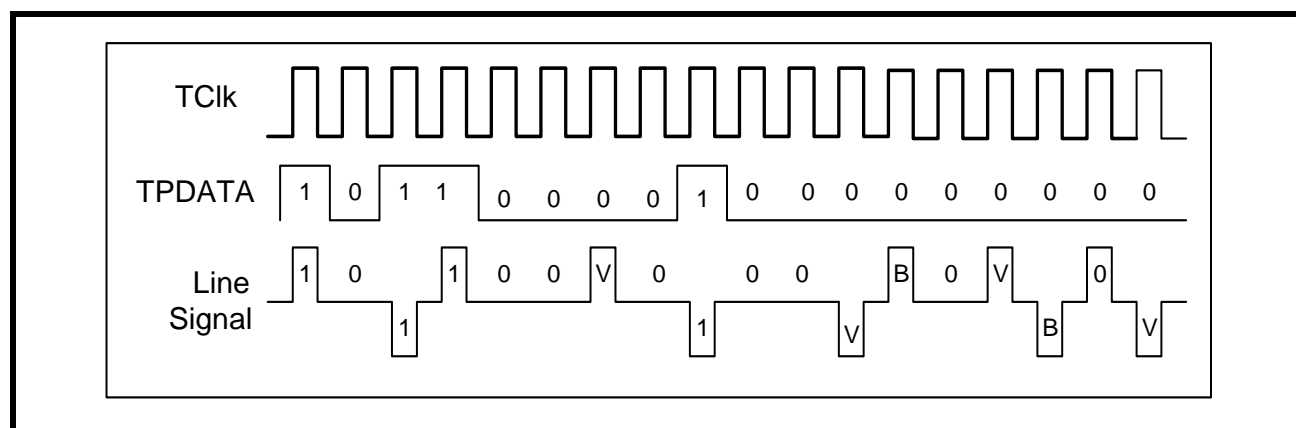 TClk
TPDATA 1 0 1 1 0 0 0 0 1 0 0 0 0 0 0 0 0 0
Line Signal 1 0 1 1 0 0 V 0 1 0 0 V B 0 V B 0 V